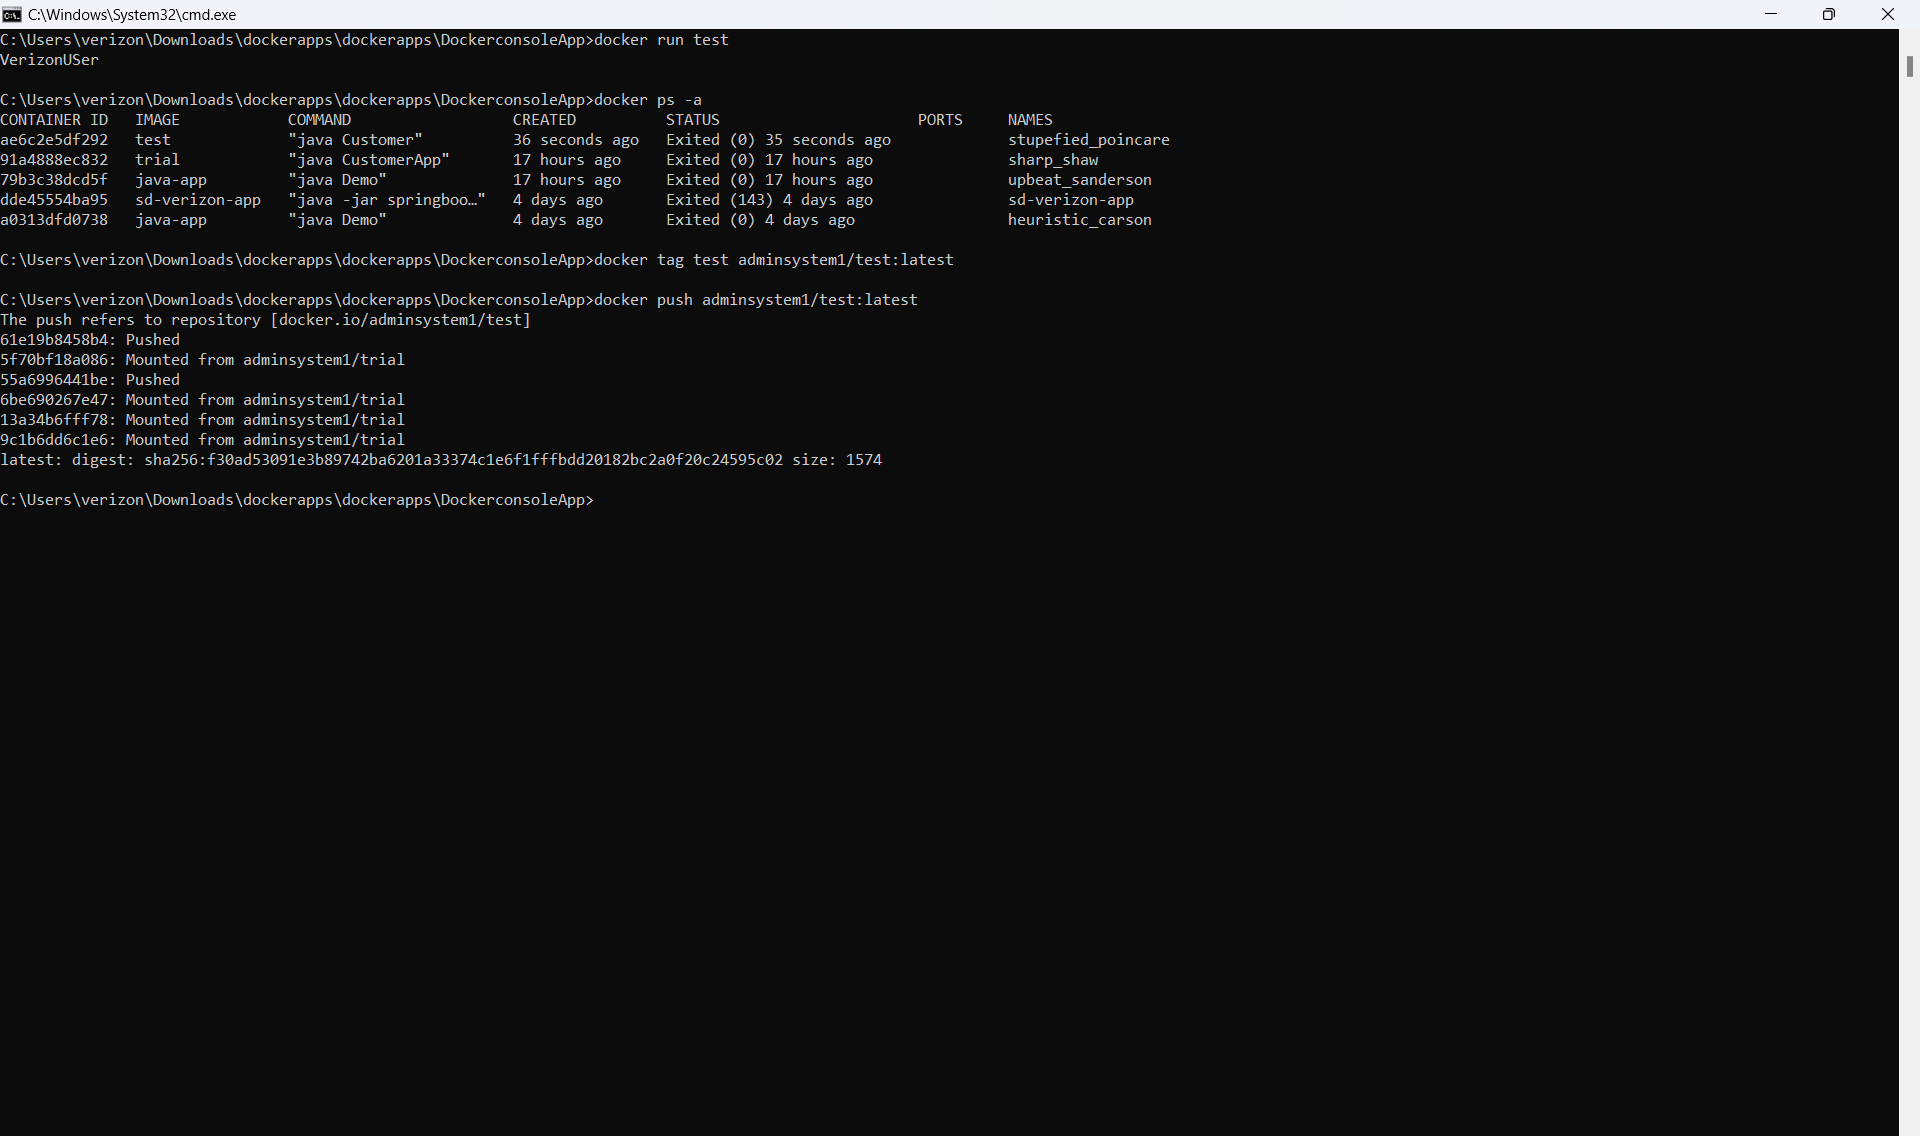 C:\Windows\System32\cmd.exe
C:\Users\verizon\Downloads\dockerapps\dockerapps\DockerconsoleApp>docker run test
VerizonUSer
C:\Users\verizon\Downloads\dockerapps\dockerapps\DockerconsoleApp>docker ps -a
CONTAINER ID   IMAGE            COMMAND                  CREATED          STATUS                      PORTS     NAMES
ae6c2e5df292   test             "java Customer"          36 seconds ago   Exited (0) 35 seconds ago             stupefied_poincare
91a4888ec832   trial            "java CustomerApp"       17 hours ago     Exited (0) 17 hours ago               sharp_shaw
79b3c38dcd5f   java-app         "java Demo"              17 hours ago     Exited (0) 17 hours ago               upbeat_sanderson
dde45554ba95   sd-verizon-app   "java -jar springboo…"   4 days ago       Exited (143) 4 days ago               sd-verizon-app
a0313dfd0738   java-app         "java Demo"              4 days ago       Exited (0) 4 days ago                 heuristic_carson
C:\Users\verizon\Downloads\dockerapps\dockerapps\DockerconsoleApp>docker tag test adminsystem1/test:latest
C:\Users\verizon\Downloads\dockerapps\dockerapps\DockerconsoleApp>docker push adminsystem1/test:latest
The push refers to repository [docker.io/adminsystem1/test]
61e19b8458b4: Pushed
5f70bf18a086: Mounted from adminsystem1/trial
55a6996441be: Pushed
6be690267e47: Mounted from adminsystem1/trial
13a34b6fff78: Mounted from adminsystem1/trial
9c1b6dd6c1e6: Mounted from adminsystem1/trial
latest: digest: sha256:f30ad53091e3b89742ba6201a33374c1e6f1fffbdd20182bc2a0f20c24595c02 size: 1574
C:\Users\verizon\Downloads\dockerapps\dockerapps\DockerconsoleApp>